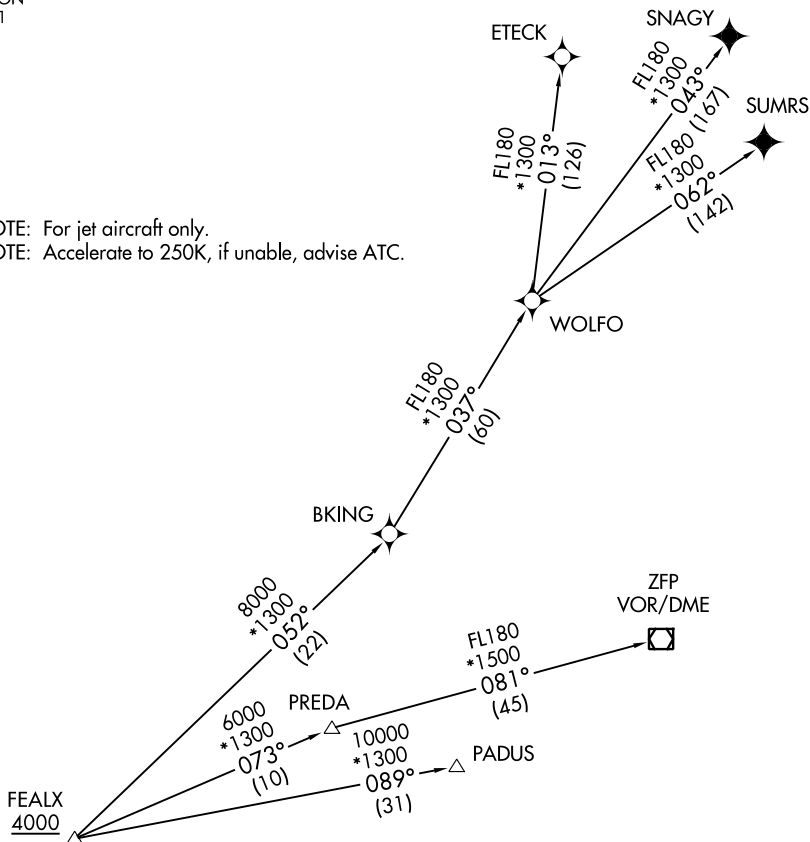 ETECK
SNAGY
FL180
*1300
043°
(167)
SUMRS
FL180
*1300
013°
(126)
FL180
*1300
062°
(142)
OTE: For jet aircraft only.
OTE: Accelerate to 250K, if unable, advise ATC.
WOLFO
FL180
*1300
037°
(60)
BKING
8000
*1300
052°
(22)
ZFP
VOR/DME
FL180
*1500
081°
(45)
PREDA
6000
*1300
073°
(10)
10000
*1300
089°
(31)
PADUS
FEALX
4000